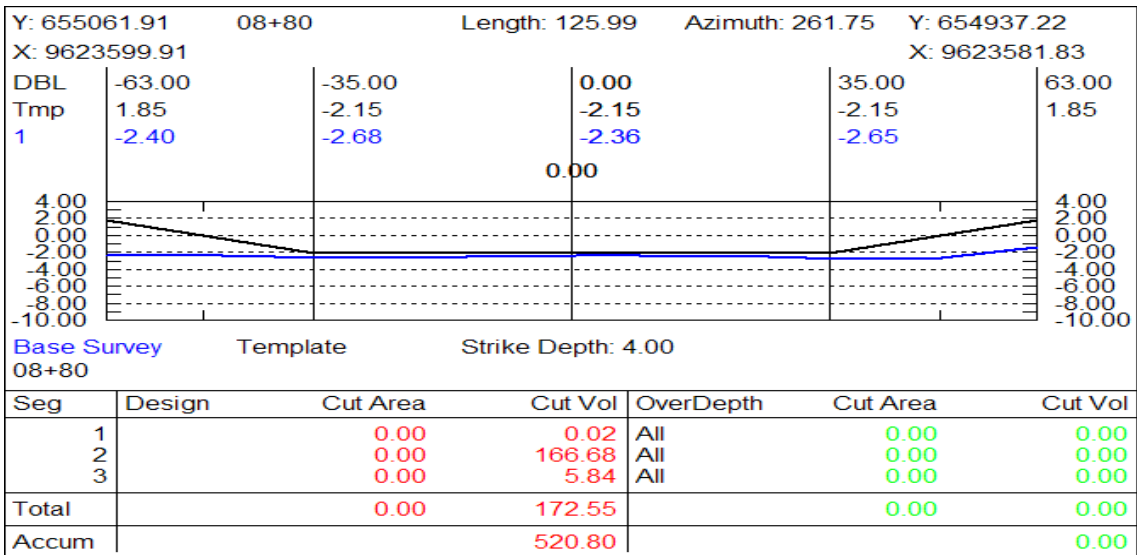 Y: 655061.91 08+80 Length: 125.99 Azimuth: 261.75 Y: 654937.22
X: 9623599.91 X: 9623581.83
DBL -63.00 -35.00 0.00 35.00 63.00
Tmp 1.85 -2.15 -2.15 -2.15 1.85
1 -2.40 -2.68 -2.36 -2.65
0.00
4.00 4.00
2.00 2.00
0.00 0.00
-2.00 -2.00
-4.00 -4.00
-6.00 -6.00
-8.00 -8.00
-10.00 -10.00
Base Survey Template Strike Depth: 4.00
08+80
Seg Design Cut Area Cut Vol OverDepth Cut Area Cut Vol
1 0.00 0.02 All 0.00 0.00
2 0.00 166.68 All 0.00 0.00
3 0.00 5.84 All 0.00 0.00
Total 0.00 172.55 0.00 0.00
Accum 520.80 0.00